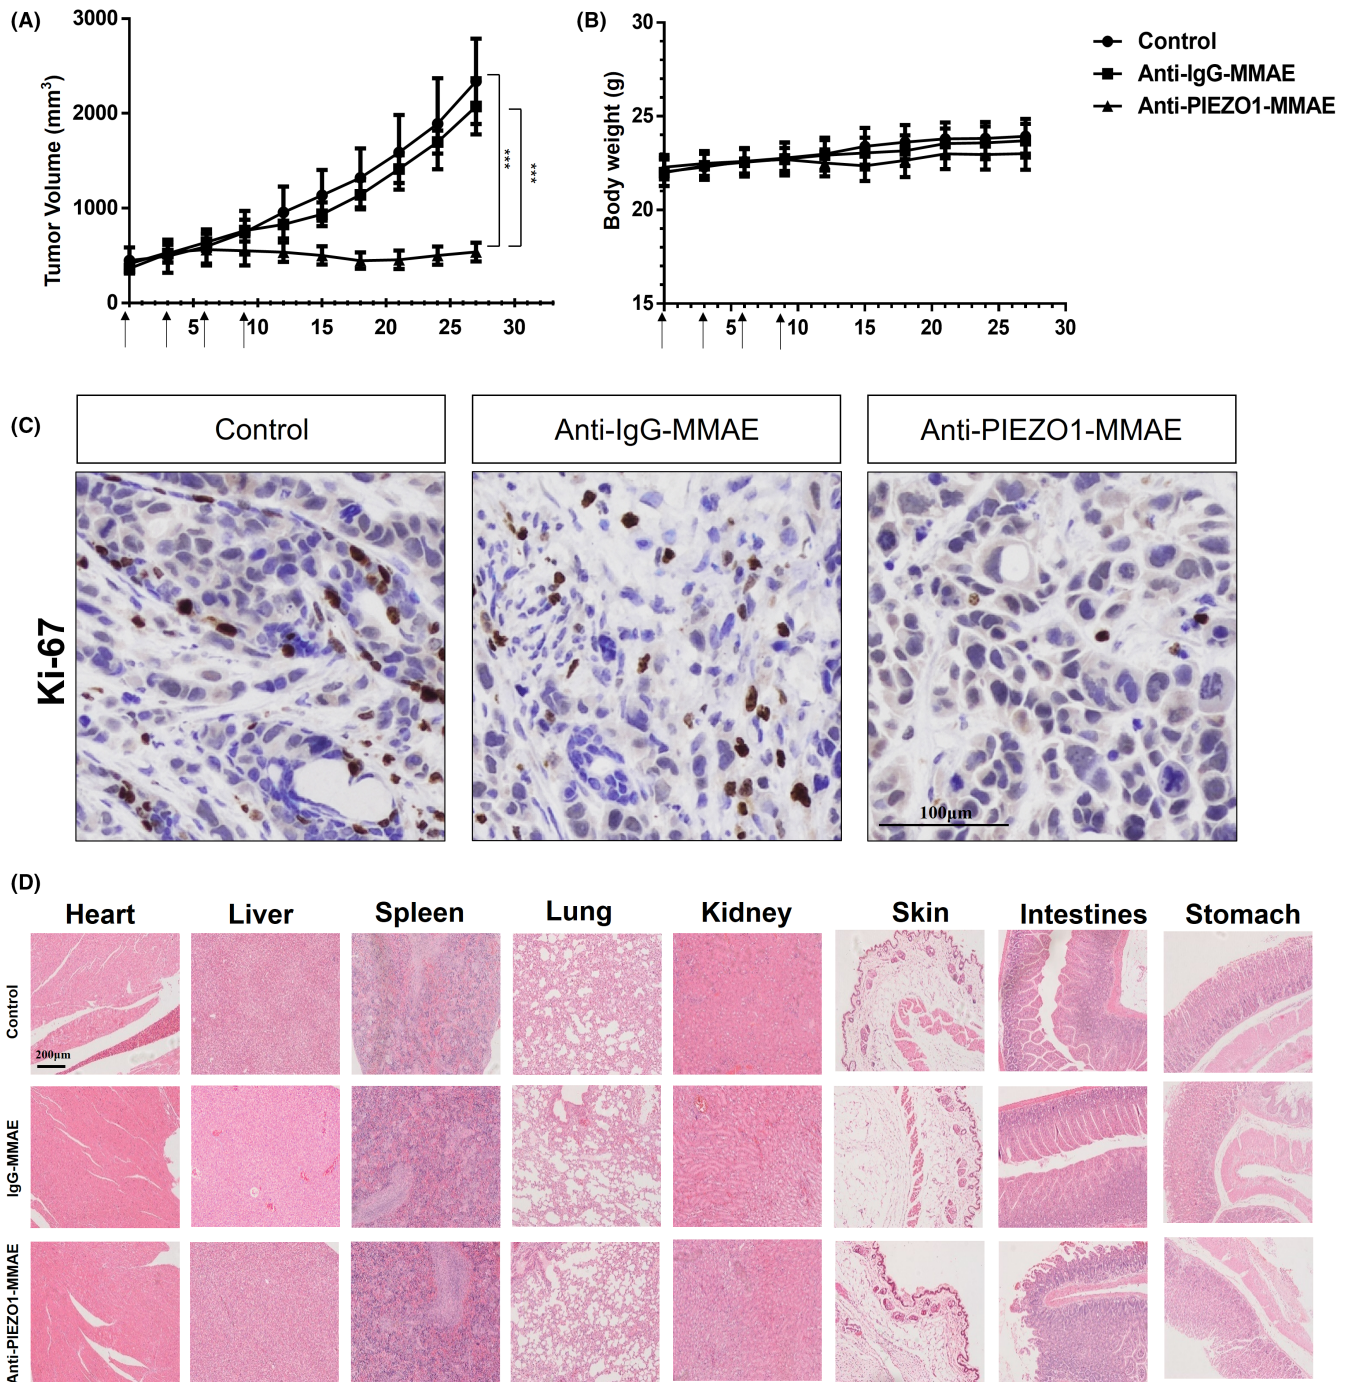 (A)
3000
2000
1000
0
Tumor Volume (mm³)
5 10 15 20 25 30
***
***
(B)
30
25
20
15
Body weight (g)
5 10 15 20 25 30
Control
Anti-IgG-MMAE
Anti-PIEZO1-MMAE
(C)
Control Anti-IgG-MMAE Anti-PIEZO1-MMAE
Ki-67
100μm
(D)
Heart Liver Spleen Lung Kidney Skin Intestines Stomach
Control
200μm
IgG-MMAE
Anti-PIEZO1-MMAE